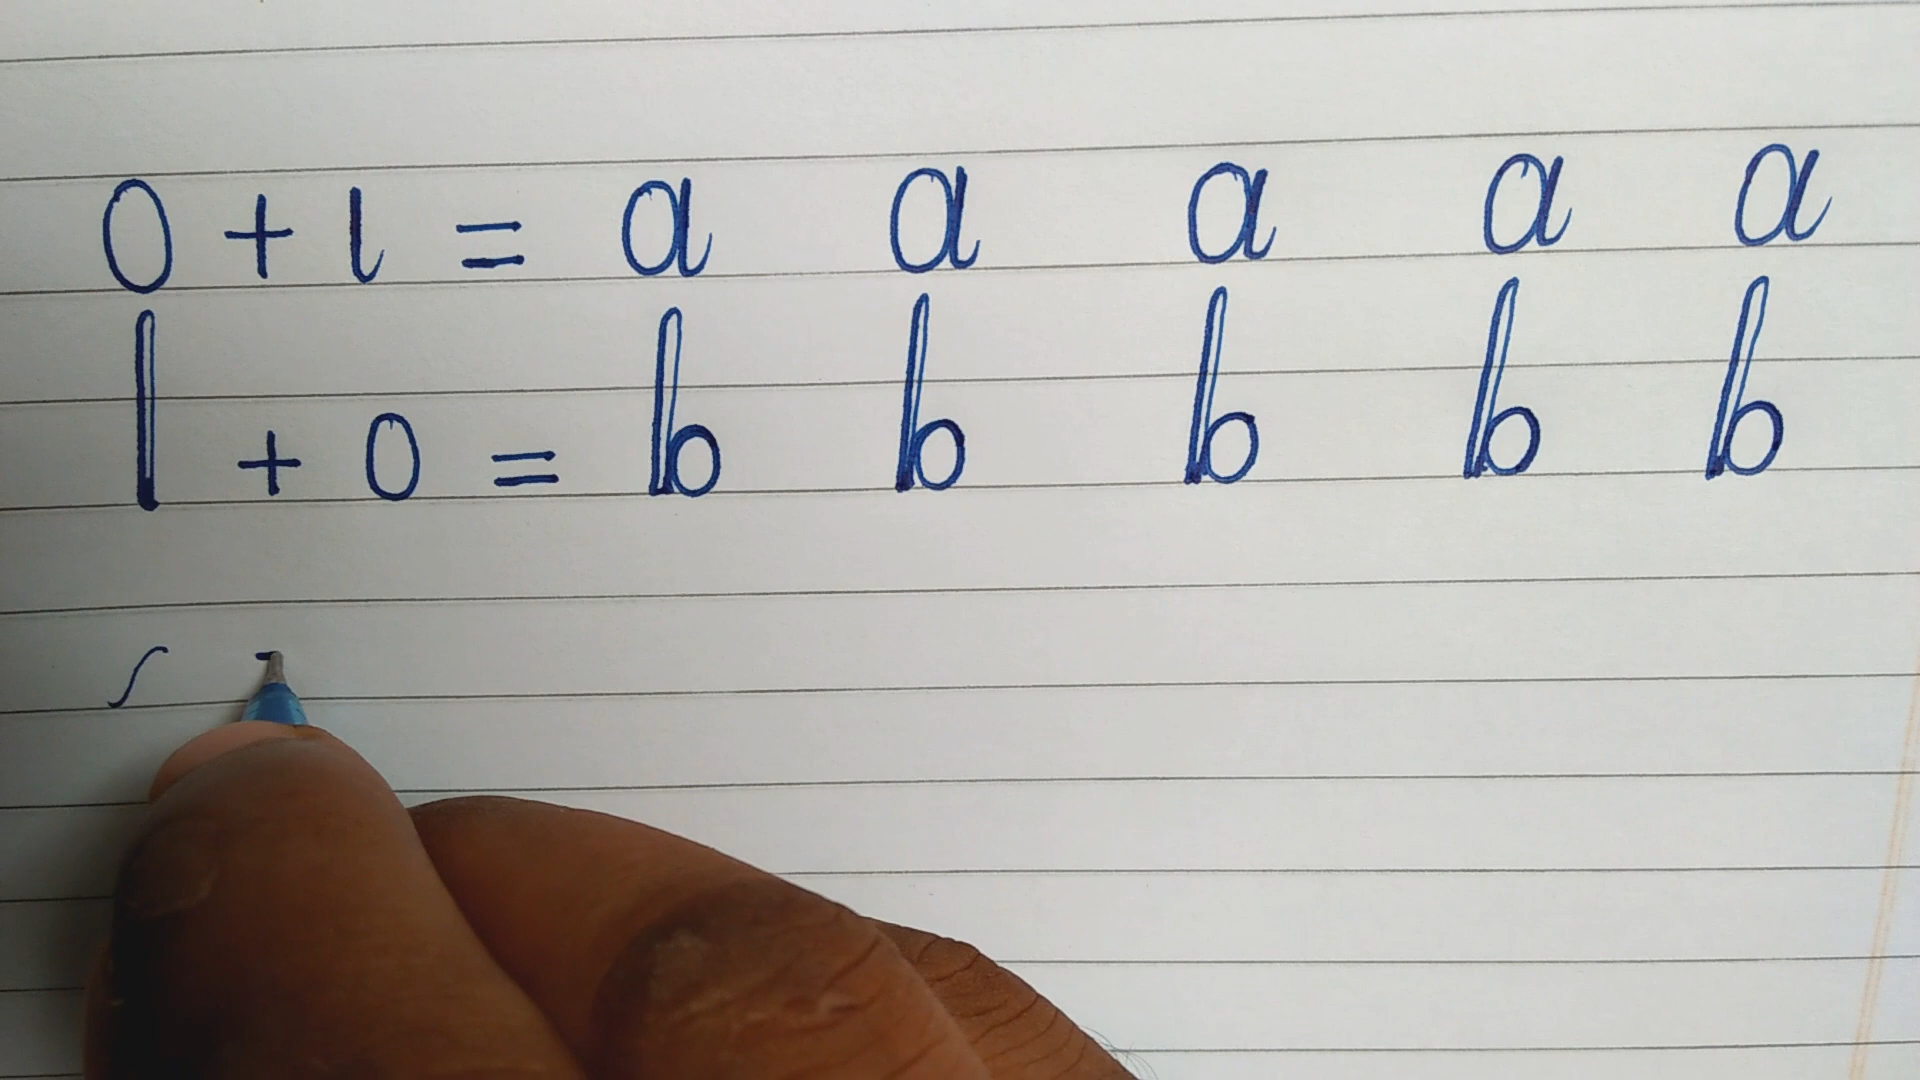 0 + ι = a a a a a
l + 0 = b b b b b